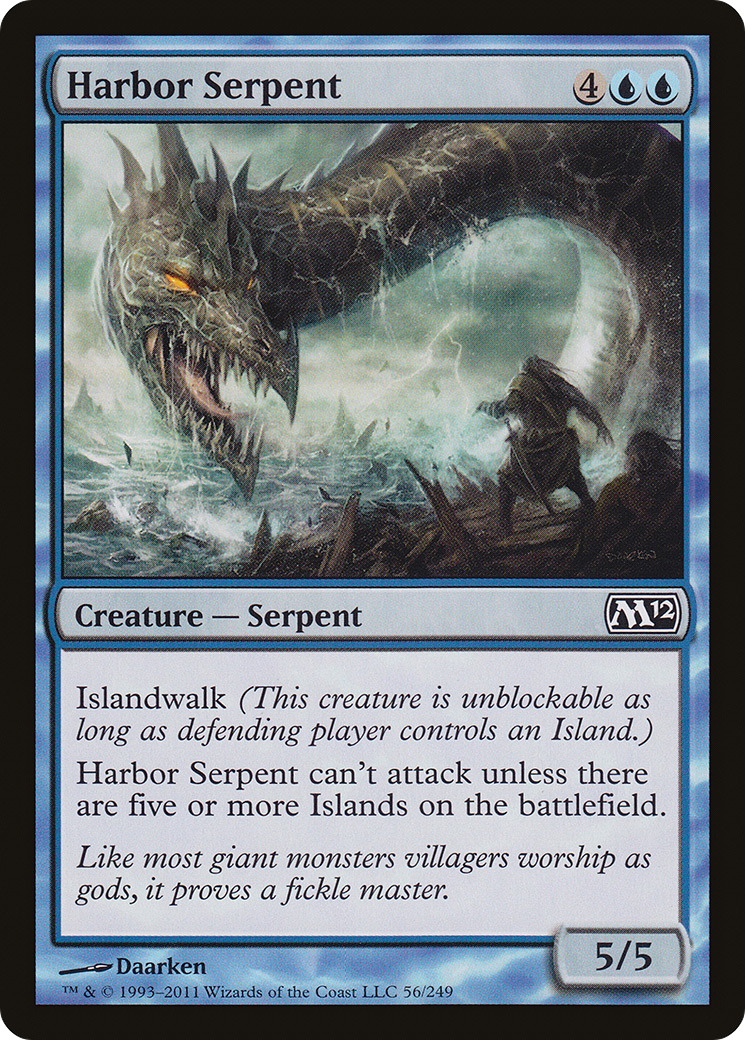 Harbor Serpent 4
Creature — Serpent M12
Islandwalk (This creature is unblockable as
long as defending player controls an Island.)
Harbor Serpent can't attack unless there
are five or more Islands on the battlefield.
Like most giant monsters villagers worship as
gods, it proves a fickle master.
5/5
Daarken
™ & © 1993–2011 Wizards of the Coast LLC 56/249